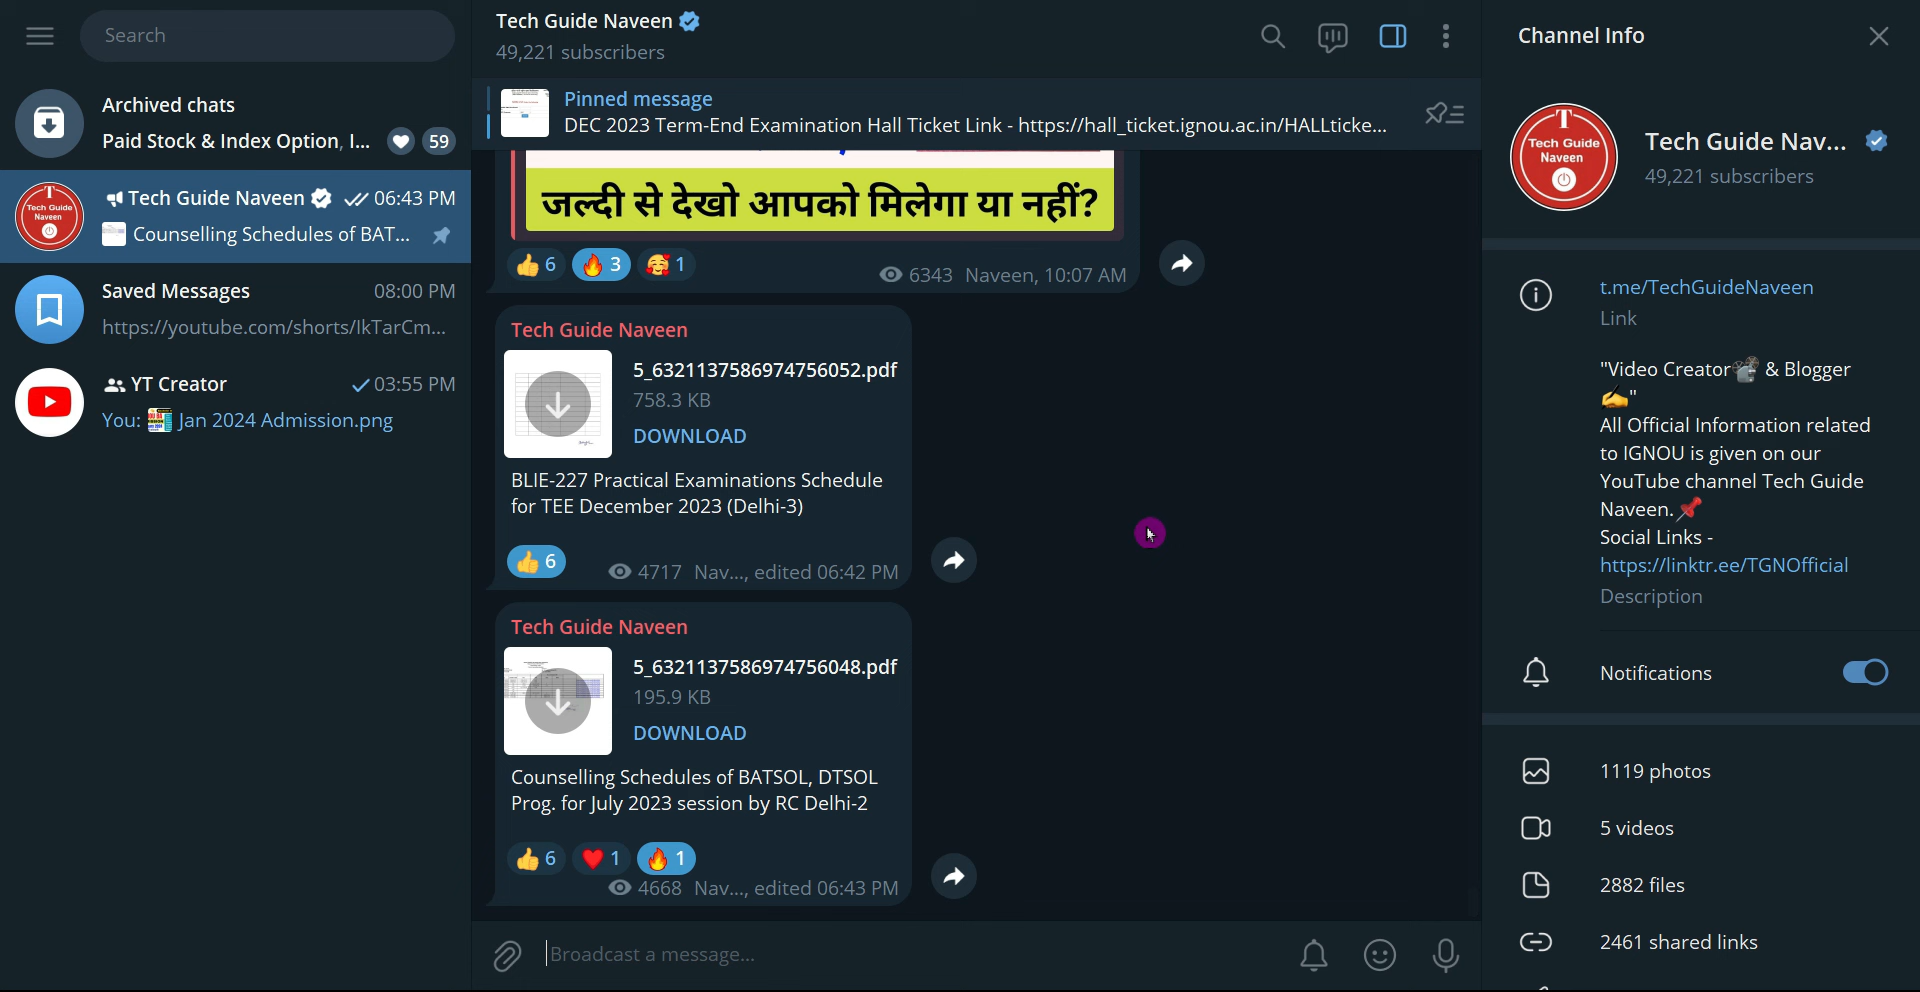 Search
Archived chats
Paid Stock & Index Option, I... 59
Tech Guide Naveen 06:43 PM
Counselling Schedules of BAT...
Saved Messages 08:00 PM
https://youtube.com/shorts/IkTarCm...
YT Creator 03:55 PM
You: Jan 2024 Admission.png
Tech Guide Naveen
49,221 subscribers
Pinned message
DEC 2023 Term-End Examination Hall Ticket Link - https://hall_ticket.ignou.ac.in/HALLticke...
जल्दी से देखो आपको मिलेगा या नहीं?
👍 6 🔥 3 🥰 1 6343 Naveen, 10:07 AM
Tech Guide Naveen
5_6321137586974756052.pdf
758.3 KB
DOWNLOAD
BLIE-227 Practical Examinations Schedule
for TEE December 2023 (Delhi-3)
👍 6 4717 Nav..., edited 06:42 PM
Tech Guide Naveen
5_6321137586974756048.pdf
195.9 KB
DOWNLOAD
Counselling Schedules of BATSOL, DTSOL
Prog. for July 2023 session by RC Delhi-2
👍 6 ❤️ 1 🔥 1
4668 Nav..., edited 06:43 PM
Broadcast a message...
Channel Info
Tech Guide Naveen
Tech Guide Nav...
49,221 subscribers
t.me/TechGuideNaveen
Link
"Video Creator📽️ & Blogger
✍️"
All Official Information related
to IGNOU is given on our
YouTube channel Tech Guide
Naveen.📌
Social Links -
https://linktr.ee/TGNOfficial
Description
Notifications
1119 photos
5 videos
2882 files
2461 shared links